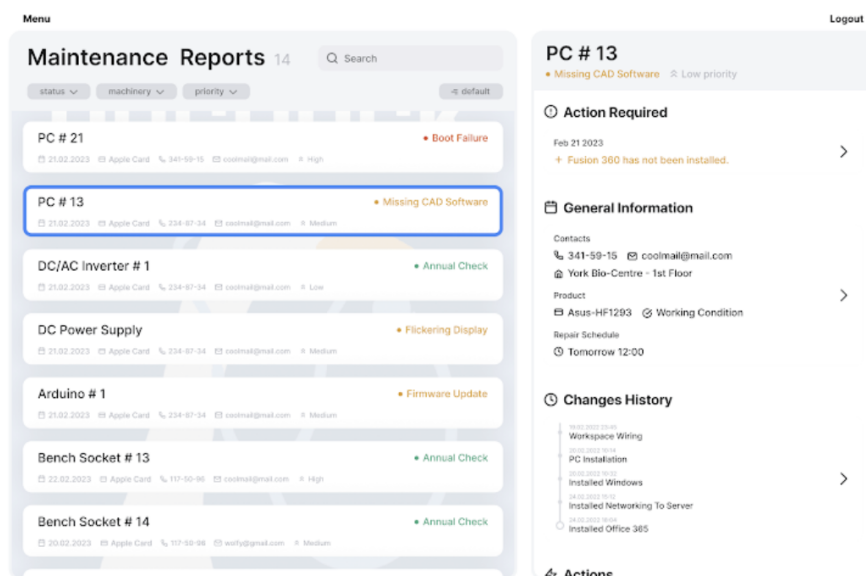 Menu
Logout
Maintenance Reports 14
Search
status
machinery
priority
default
PC # 21
Boot Failure
21.02.2023 Apple Card 341-59-15 coolmail@mail.com High
PC # 13
Missing CAD Software
21.02.2023 Apple Card 234-67-34 coolmail@mail.com Medium
DC/AC Inverter # 1
Annual Check
21.02.2023 Apple Card 234-67-34 coolmail@mail.com Low
DC Power Supply
Flickering Display
21.02.2023 Apple Card 234-67-34 coolmail@mail.com Medium
Arduino # 1
Firmware Update
21.02.2023 Apple Card 234-67-34 coolmail@mail.com Medium
Bench Socket # 13
Annual Check
22.02.2023 Apple Card 117-50-96 coolmail@mail.com High
Bench Socket # 14
Annual Check
20.02.2023 Apple Card 117-50-96 Medium
PC # 13
Missing CAD Software Low priority
Action Required
Feb 21 2023
+ Fusion 360 has not been installed.
General Information
Contacts
341-59-15 coolmail@mail.com
York Bio-Centre - 1st Floor
Product
Asus-HF1293 Working Condition
Repair Schedule
Tomorrow 12:00
Changes History
Workspace Wiring
PC Installation
Installed Windows
Installed Networking To Server
Installed Office 365
Actions